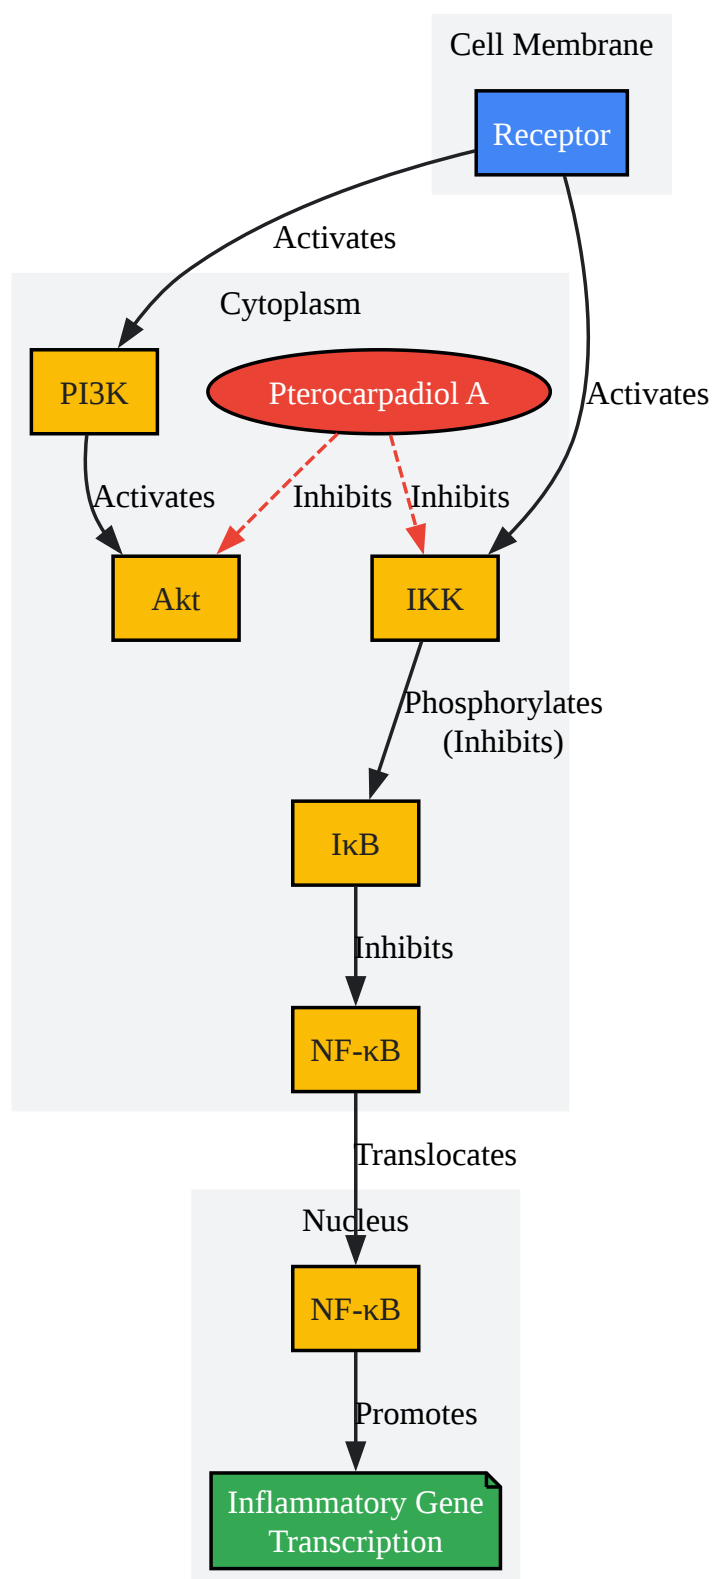 Cell Membrane
Receptor
Activates
Cytoplasm
PI3K
Pterocarpadiol A
Activates
Activates
Inhibits
Inhibits
Akt
IKK
Phosphorylates
(Inhibits)
IκB
Inhibits
NF-κB
Translocates
Nucleus
NF-κB
Promotes
Inflammatory Gene
Transcription